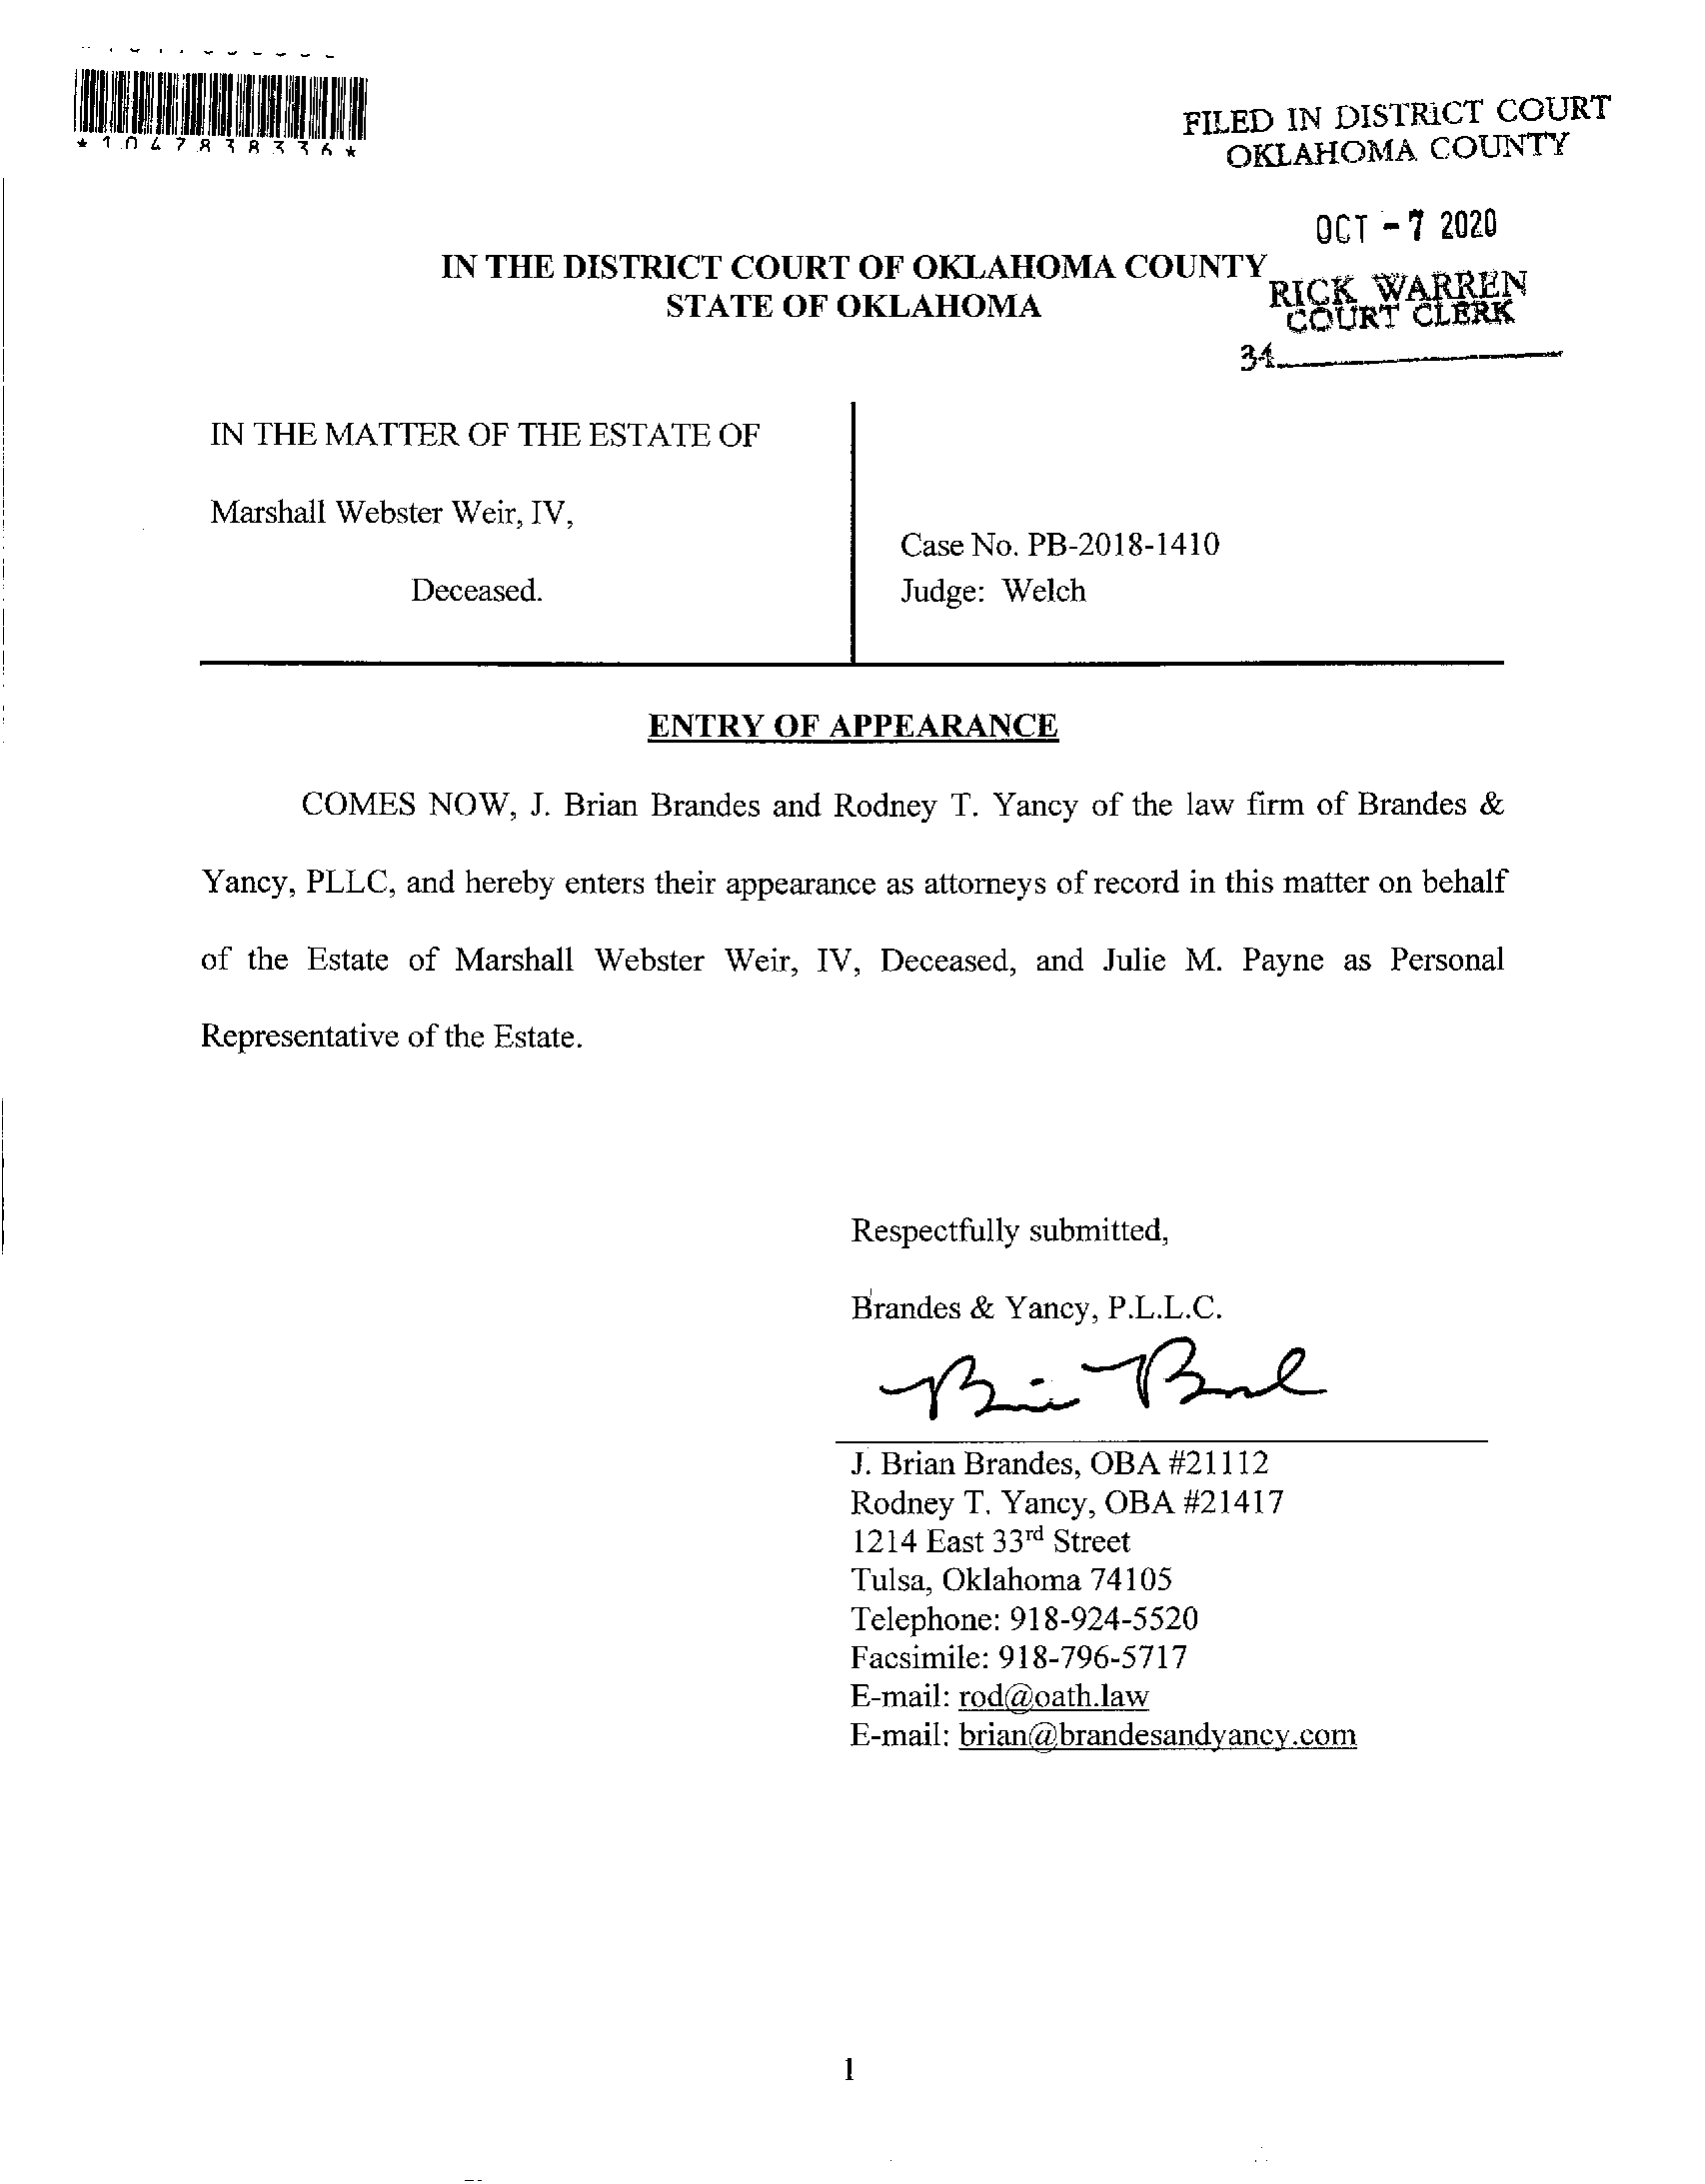 *1047838336*
FILED IN DISTRICT COURT
OKLAHOMA COUNTY
OCT - 7 2020
RICK WARREN
COURT CLERK
34
IN THE DISTRICT COURT OF OKLAHOMA COUNTY
STATE OF OKLAHOMA
IN THE MATTER OF THE ESTATE OF
Marshall Webster Weir, IV,
Deceased.
Case No. PB-2018-1410
Judge: Welch
ENTRY OF APPEARANCE
COMES NOW, J. Brian Brandes and Rodney T. Yancy of the law firm of Brandes &
Yancy, PLLC, and hereby enters their appearance as attorneys of record in this matter on behalf
of the Estate of Marshall Webster Weir, IV, Deceased, and Julie M. Payne as Personal
Representative of the Estate.
Respectfully submitted,
Brandes & Yancy, P.L.L.C.
J. Brian Brandes, OBA #21112
Rodney T. Yancy, OBA #21417
1214 East 33rd Street
Tulsa, Oklahoma 74105
Telephone: 918-924-5520
Facsimile: 918-796-5717
E-mail: rod@oath.law
E-mail: brian@brandesandyancy.com
1